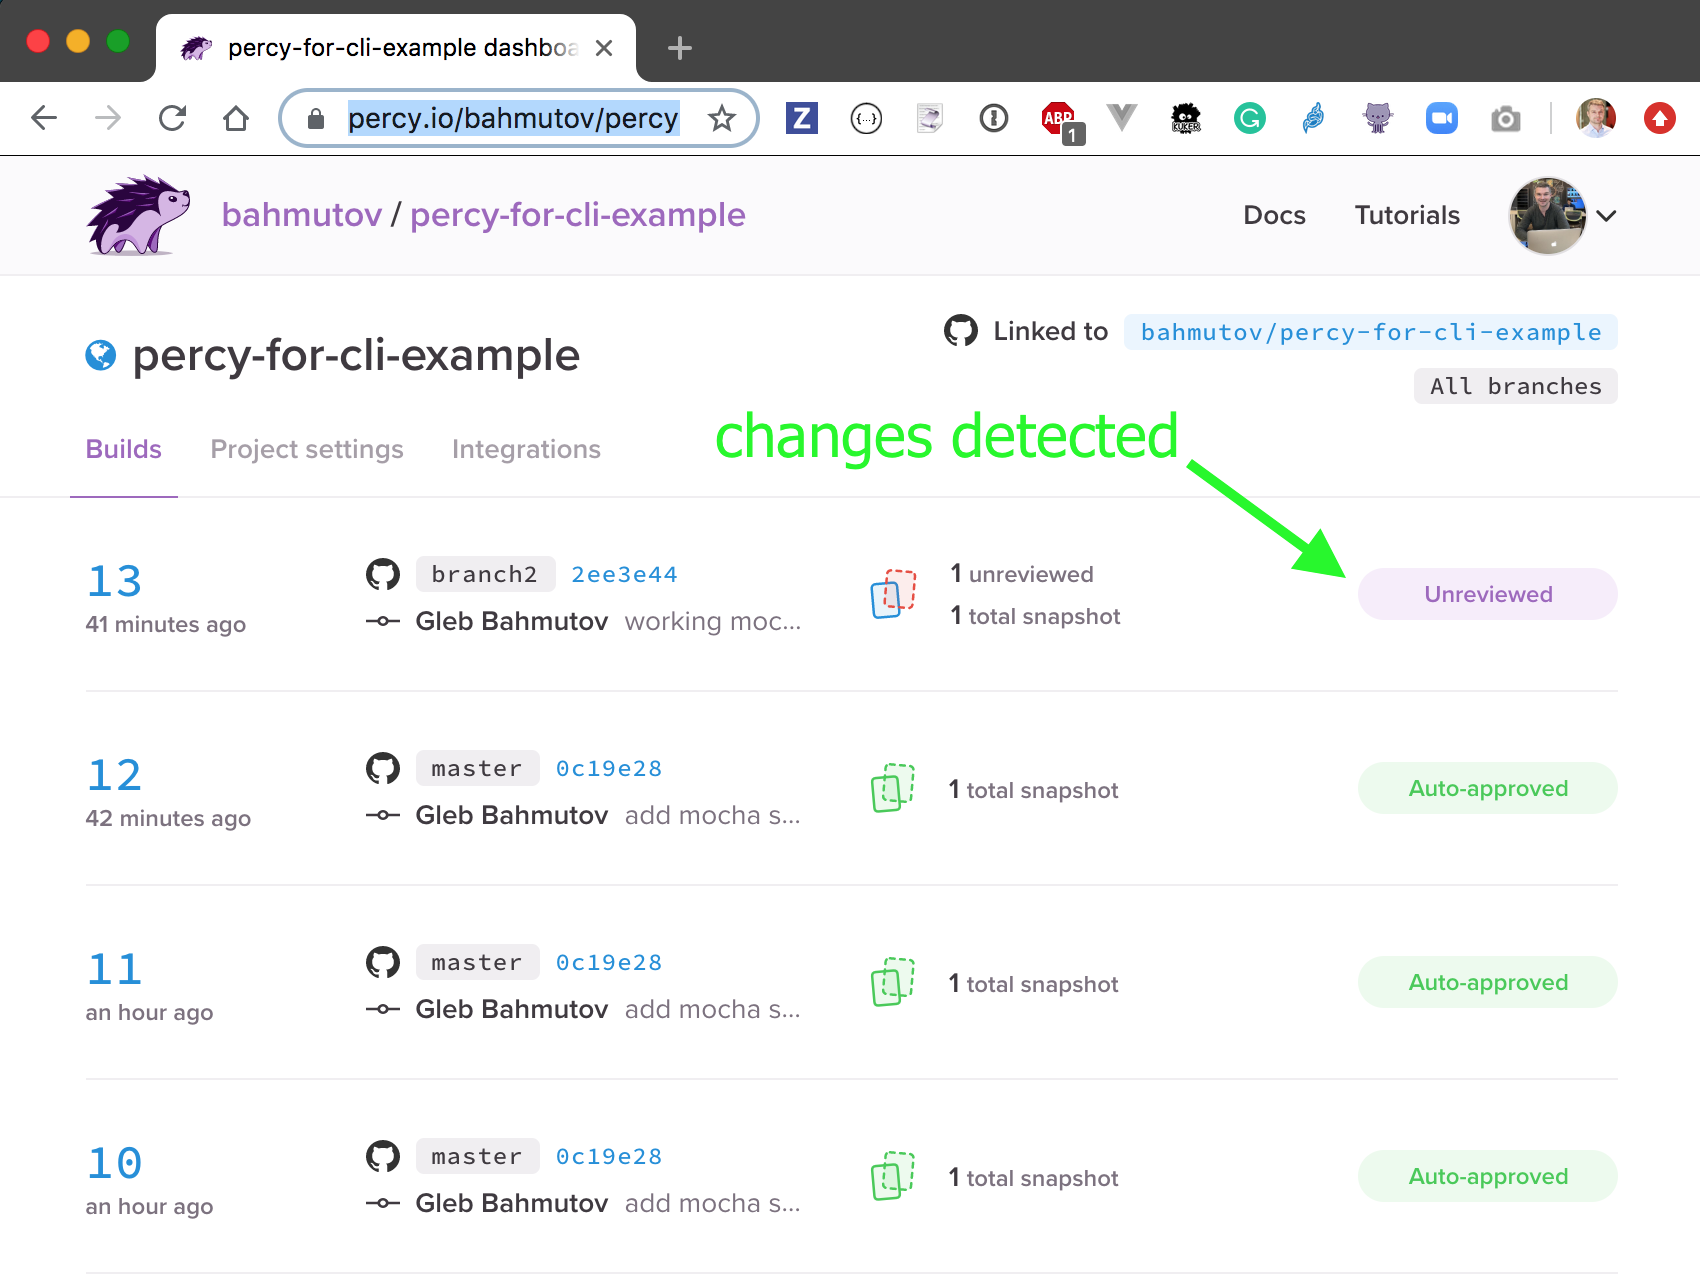 percy-for-cli-example dashboa
percy.io/bahmutov/percy
Z
{...}
ABP
1
KUKER
G
bahmutov / percy-for-cli-example
Docs
Tutorials
percy-for-cli-example
Linked to
bahmutov/percy-for-cli-example
All branches
changes detected
Builds
Project settings
Integrations
13
branch2
2ee3e44
1 unreviewed
Unreviewed
41 minutes ago
Gleb Bahmutov
working moc...
1 total snapshot
12
master
0c19e28
1 total snapshot
Auto-approved
42 minutes ago
Gleb Bahmutov
add mocha s...
11
master
0c19e28
1 total snapshot
Auto-approved
an hour ago
Gleb Bahmutov
add mocha s...
10
master
0c19e28
1 total snapshot
Auto-approved
an hour ago
Gleb Bahmutov
add mocha s...